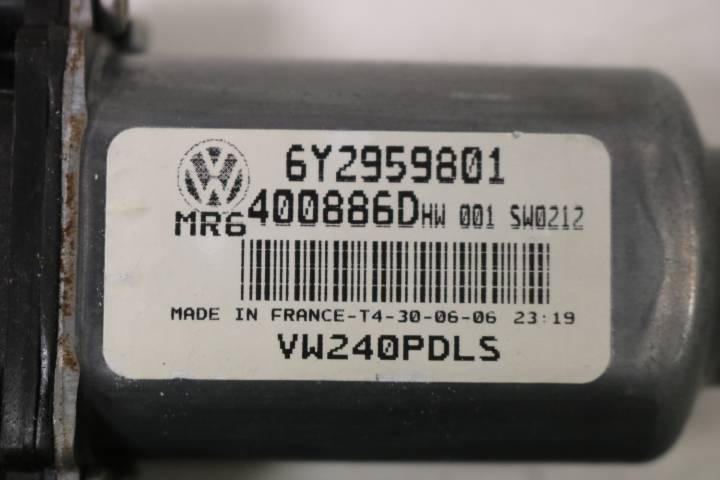 6Y2959801
MR6 400886D HW 001 SW0212
MADE IN FRANCE-T4-30-06-06 23:19
VW240PDLS